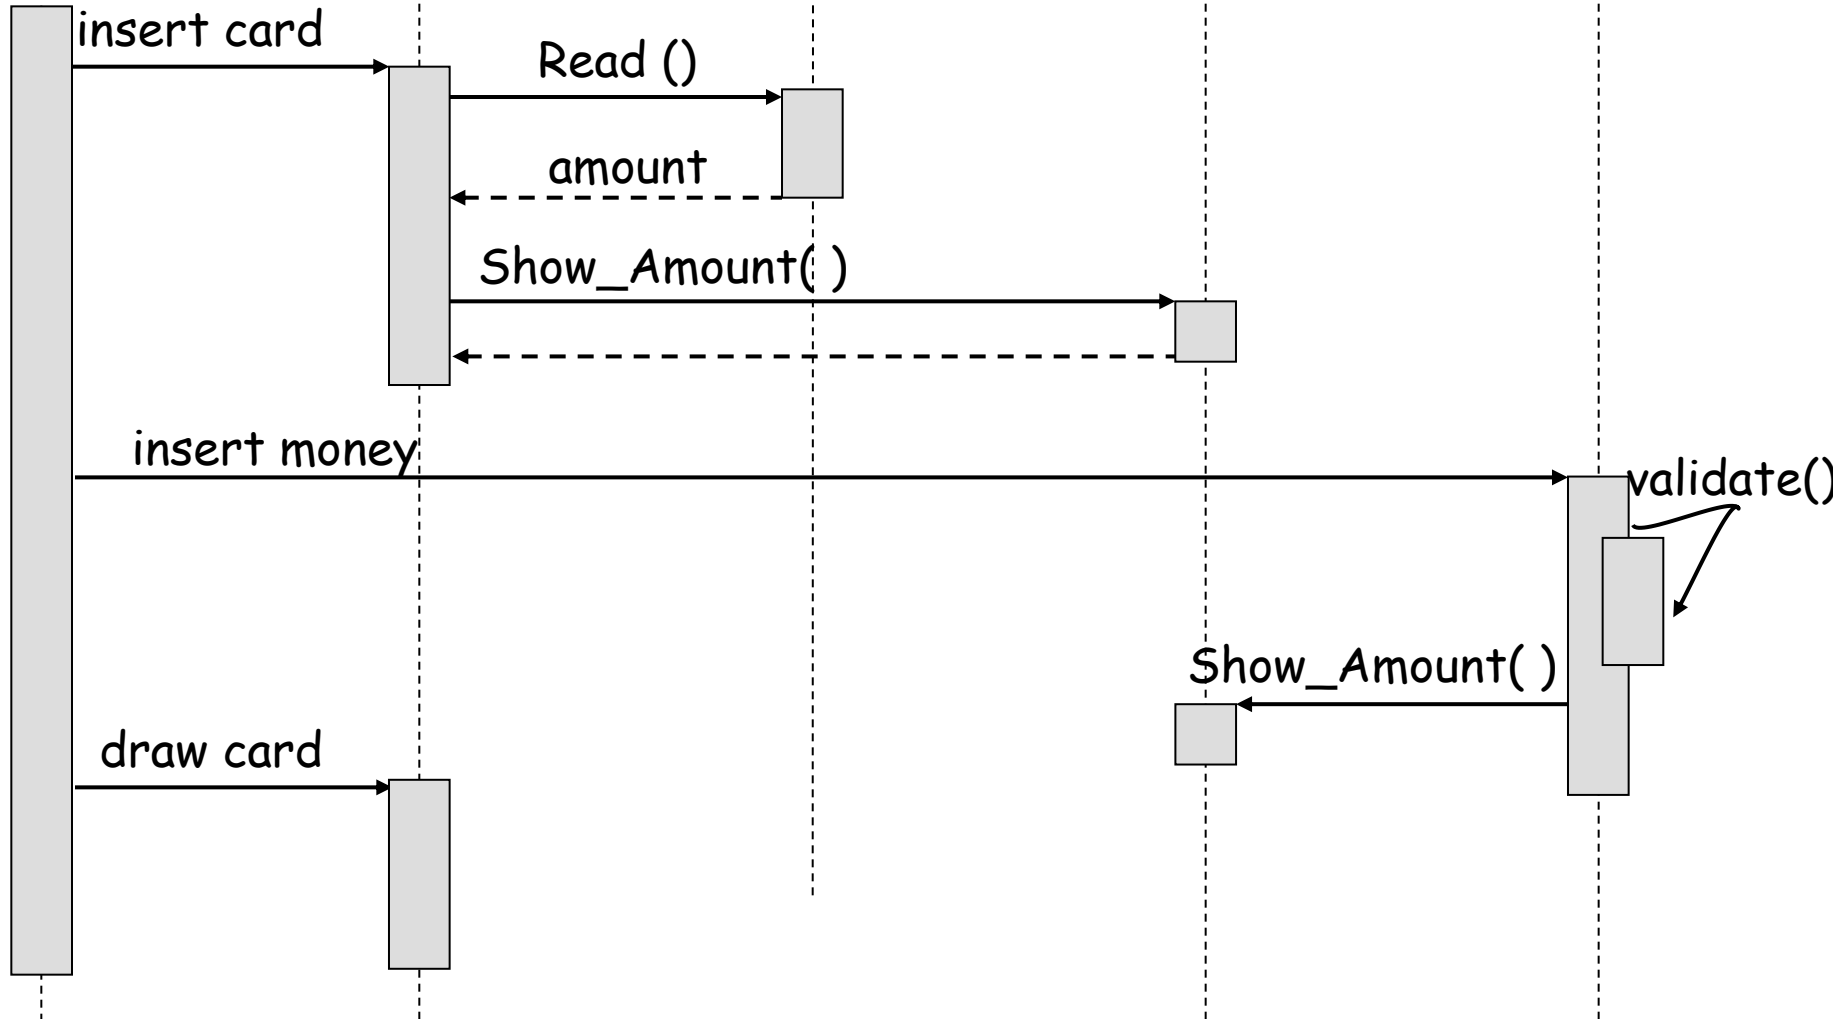 insert card
Read ()
amount
Show_Amount( )
insert money
validate()
Show_Amount( )
draw card